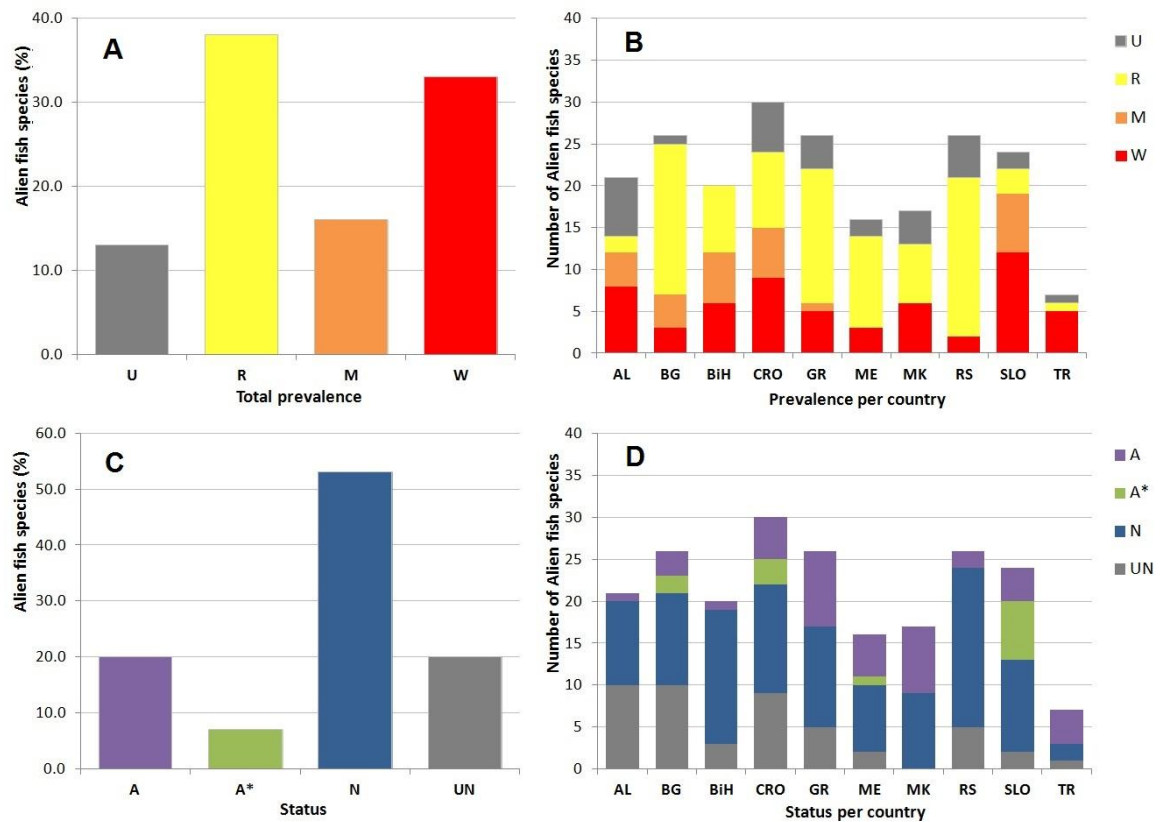 A
Alien fish species (%)
40.0
30.0
20.0
10.0
0.0
U R M W
Total prevalence
B
Number of Alien fish species
40
35
30
25
20
15
10
5
0
AL BG BiH CRO GR ME MK RS SLO TR
Prevalence per country
U
R
M
W
C
Alien fish species (%)
60.0
50.0
40.0
30.0
20.0
10.0
0.0
A A* N UN
Status
D
Number of Alien fish species
40
35
30
25
20
15
10
5
0
AL BG BiH CRO GR ME MK RS SLO TR
Status per country
A
A*
N
UN